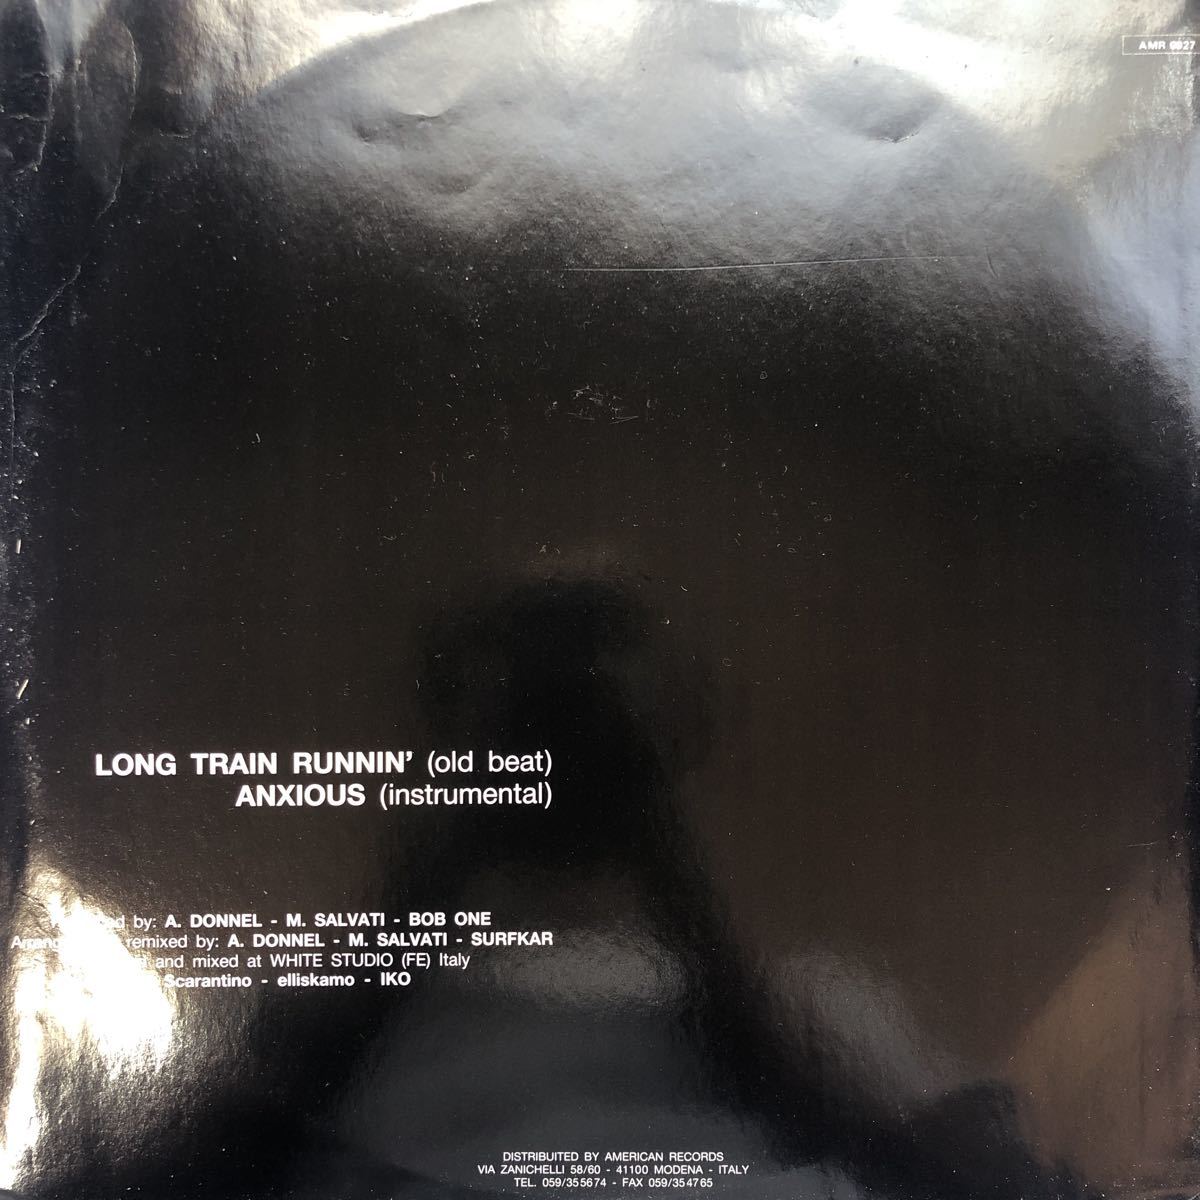 AMR
LONG TRAIN RUNNIN' (old beat)
ANXIOUS (instrumental)
by: A. DONNEL - M. SALVATI - BOB ONE
remixed by: A. DONNEL - M. SALVATI - SURFKAR
and mixed at WHITE STUDIO (FE) Italy
Scarantino - elliskamo - IKO
DISTRIBUITED BY AMERICAN RECORDS
VIA ZANICHELLI 58/60 - 41100 MODENA - ITALY
TEL. 059/355674 - FAX 059/354765